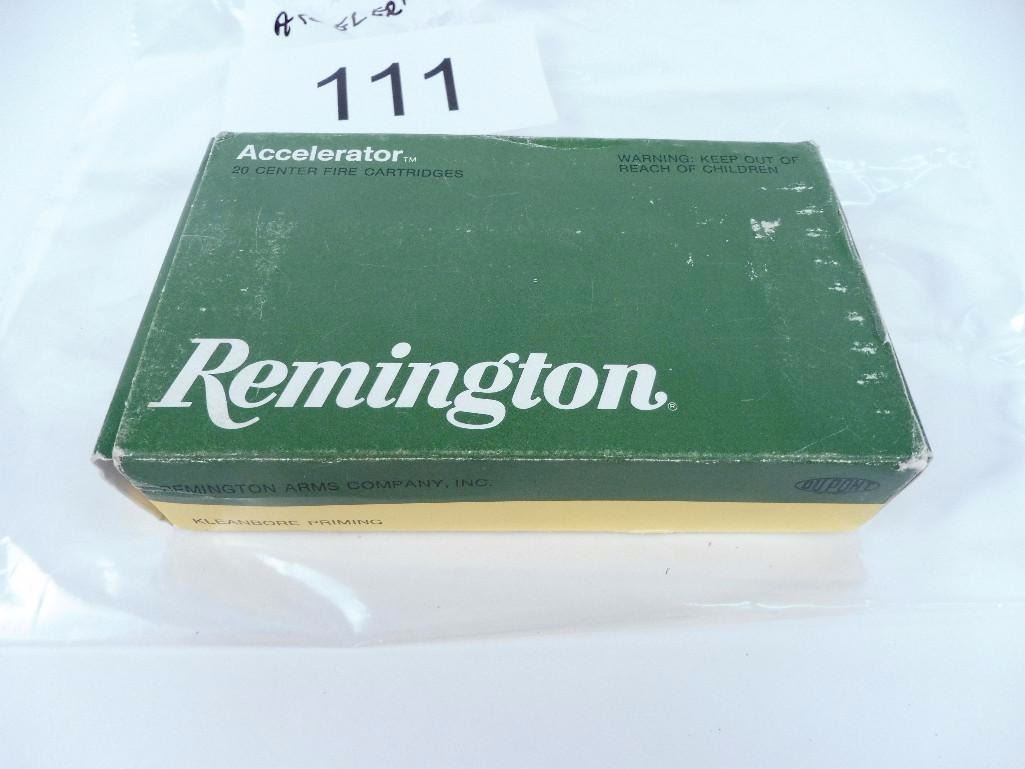 111
Accelerator™
20 CENTER FIRE CARTRIDGES
WARNING: KEEP OUT OF
REACH OF CHILDREN
Remington®
REMINGTON ARMS COMPANY, INC.
DUPONT
KLEANBORE PRIMING